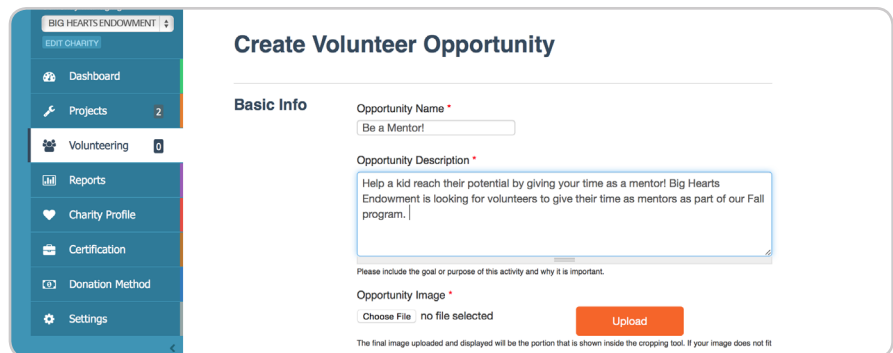 BIG HEARTS ENDOWMENT
EDIT CHARITY
Dashboard
Projects 2
Volunteering 0
Reports
Charity Profile
Certification
Donation Method
Settings
Create Volunteer Opportunity
Basic Info
Opportunity Name *
Be a Mentor!
Opportunity Description *
Help a kid reach their potential by giving your time as a mentor! Big Hearts
Endowment is looking for volunteers to give their time as mentors as part of our Fall
program.
Please include the goal or purpose of this activity and why it is important.
Opportunity Image *
Choose File no file selected
Upload
The final image uploaded and displayed will be the portion that is shown inside the cropping tool. If your image does not fit